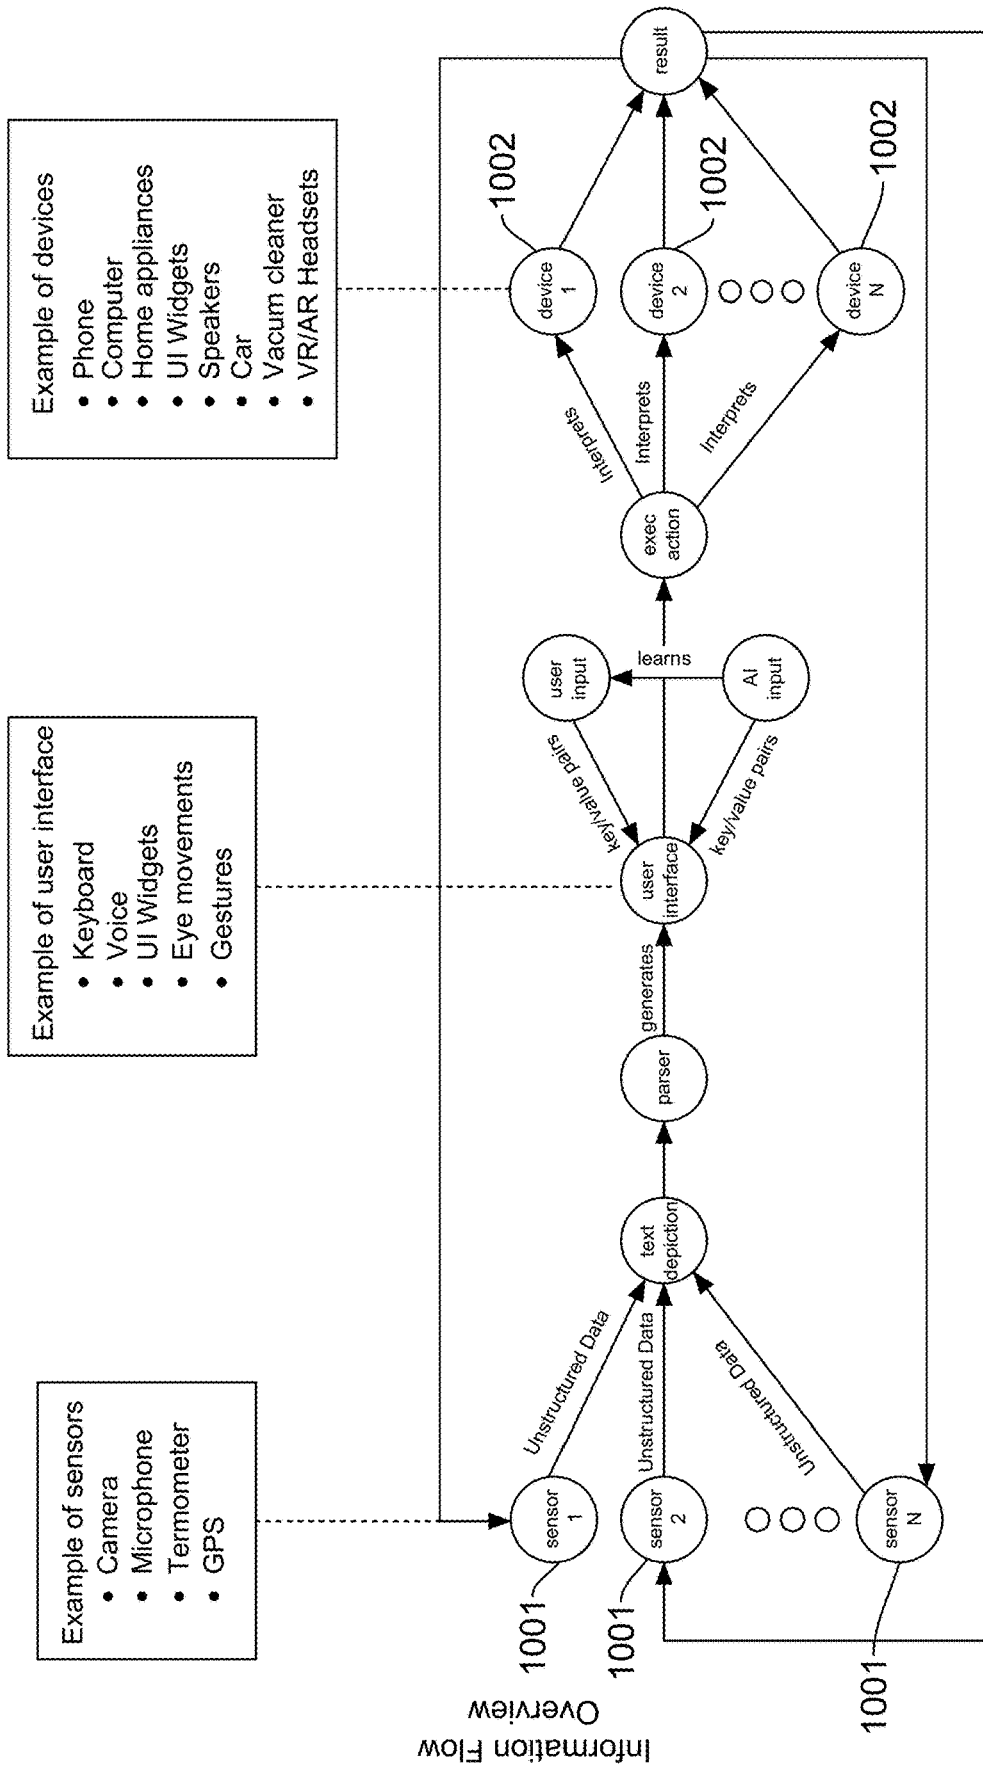 Information Flow
Overview
Example of sensors
• Camera
• Microphone
• Termometer
• GPS
Example of user interface
• Keyboard
• Voice
• UI Widgets
• Eye movements
• Gestures
Example of devices
• Phone
• Computer
• Home appliances
• UI Widgets
• Speakers
• Car
• Vacum cleaner
• VR/AR Headsets
1001
sensor
1
1001
sensor
2
1001
sensor
N
Unstructured Data
Unstructured Data
Unstructured Data
text
depiction
parser
generates
user
interface
key/value pairs
key/value pairs
user
input
learns
AI
input
exec
action
Interprets
Interprets
Interprets
device
1
1002
device
2
1002
device
N
1002
result